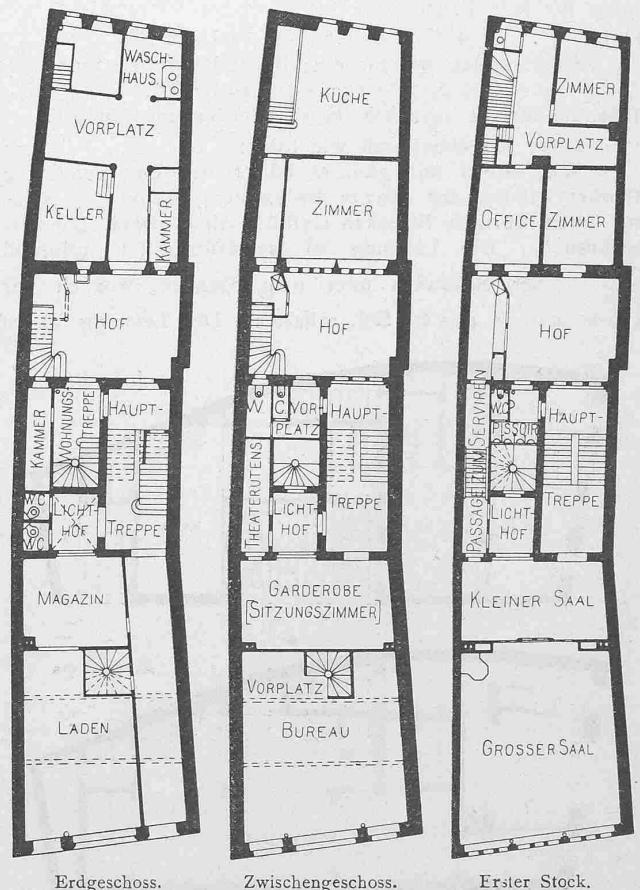 WASCH-
HAUS.
VORPLATZ
KELLER
KAMMER
HOF
KAMMER
WOHNUNGS
TREPPE
HAUPT-
TREPPE
WC
WC
LICHT-
HOF
MAGAZIN
LADEN
Erdgeschoss.
KÜCHE
ZIMMER
HOF
W.
C.
VOR-
PLATZ
HAUPT-
TREPPE
THEATERUTENS
LICHT
HOF
GARDEROBE
[SITZUNGSZIMMER]
VORPLATZ
BUREAU
Zwischengeschoss.
ZIMMER
VORPLATZ
OFFICE
ZIMMER
HOF
PASSAGE ZUM SERVIREN
W.C.
PISSOIR
HAUPT-
TREPPE
LICHT-
HOF
KLEINER SAAL
GROSSER SAAL
Erster Stock.